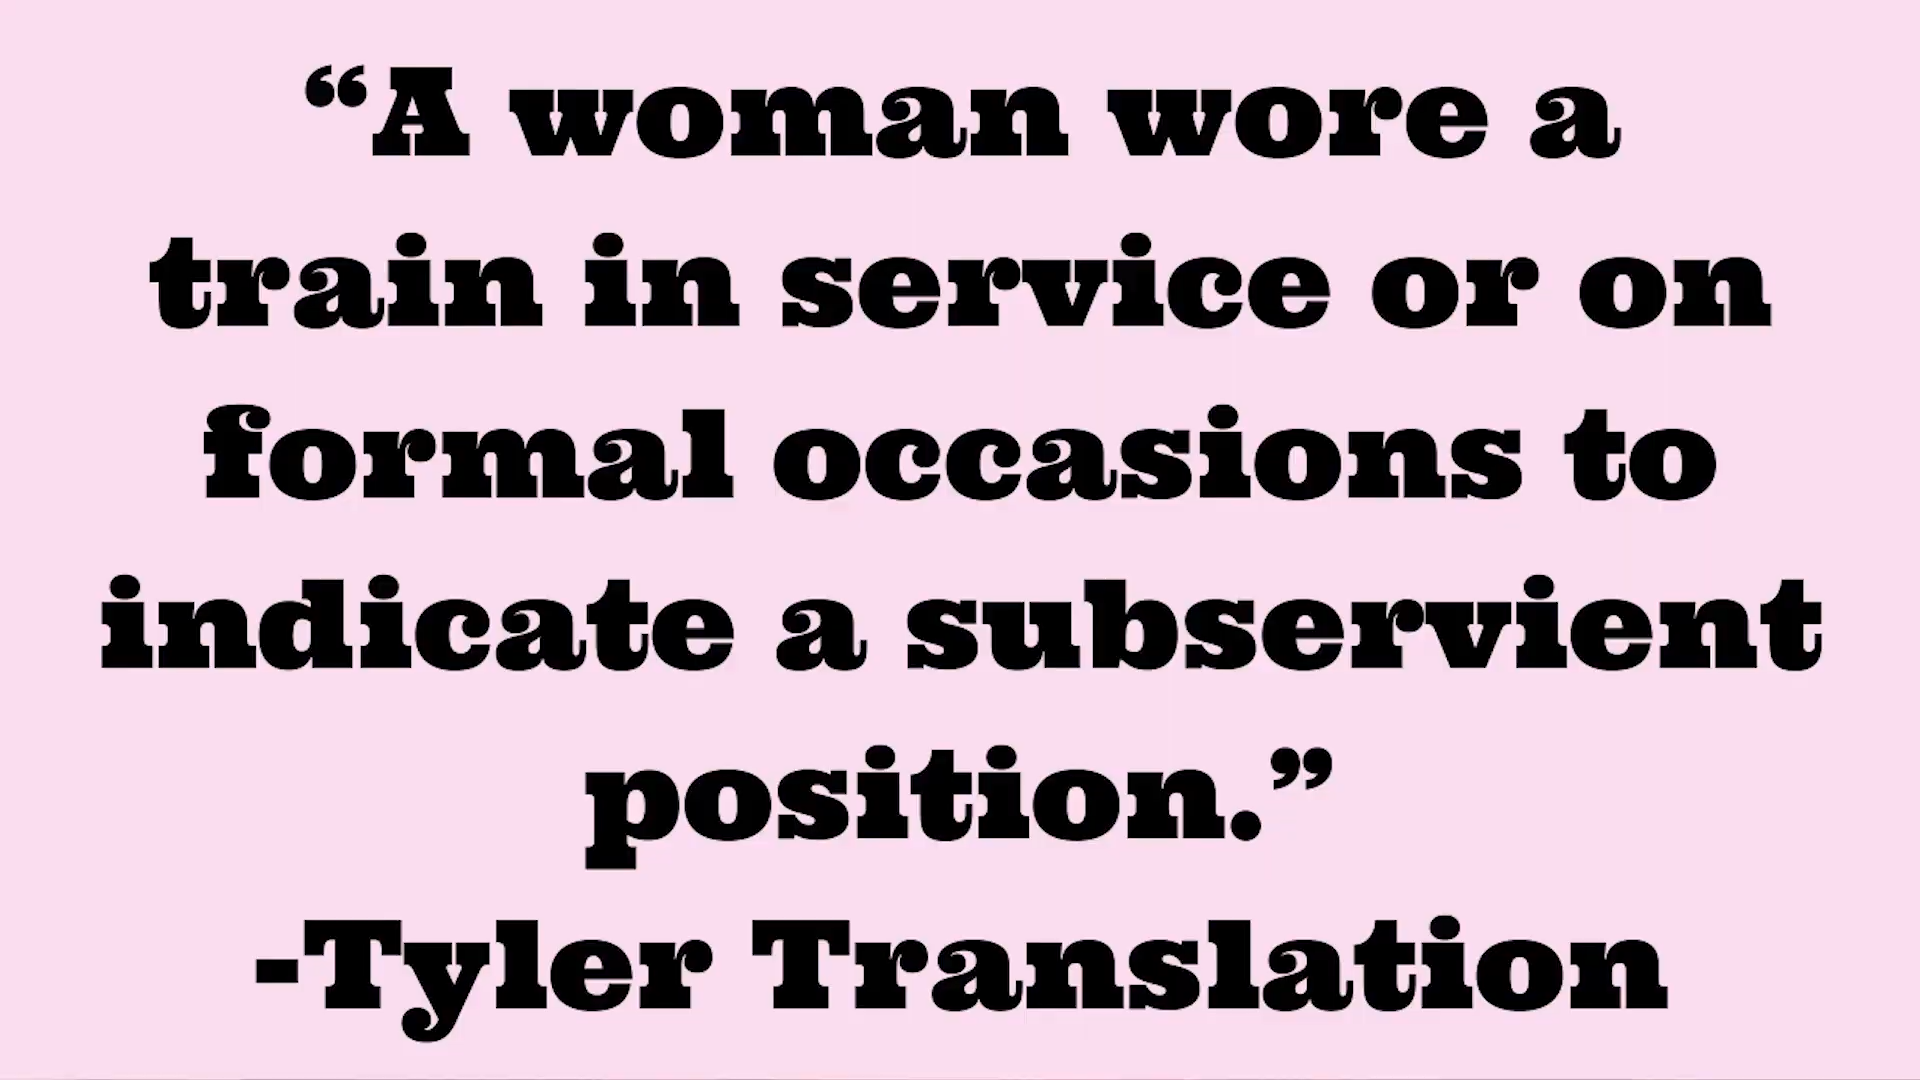 “A woman wore a
train in service or on
formal occasions to
indicate a subservient
position.”
-Tyler Translation